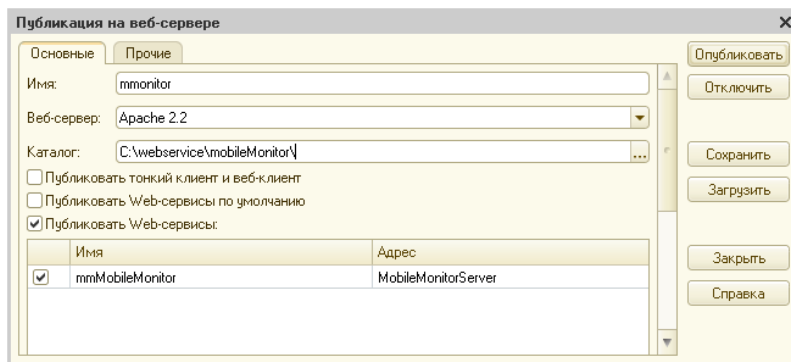 Публикация на веб-сервере
Основные Прочие
Опубликовать
Имя: mmonitor
Отключить
Веб-сервер: Apache 2.2
Каталог: C:\webservice\mobileMonitor\
...
Сохранить
Публиковать тонкий клиент и веб-клиент
Загрузить
Публиковать Web-сервисы по умолчанию
Публиковать Web-сервисы:
Имя Адрес
Закрыть
mmMobileMonitor MobileMonitorServer
Справка